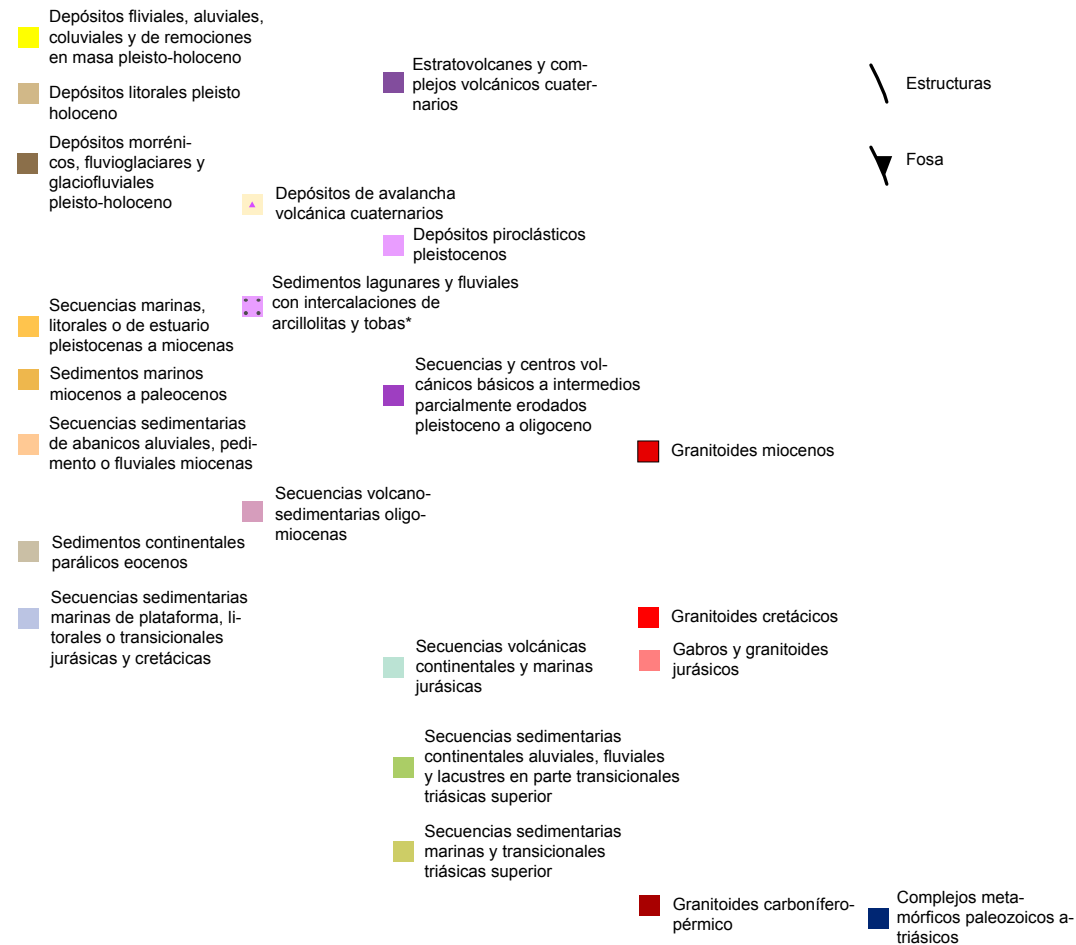 Depósitos fliviales, aluviales,
coluviales y de remociones
en masa pleisto-holoceno
Depósitos litorales pleisto
holoceno
Depósitos morréni-
cos, fluvioglaciares y
glaciofluviales
pleisto-holoceno
Estratovolcanes y com-
plejos volcánicos cuater-
narios
Estructuras
Fosa
Depósitos de avalancha
volcánica cuaternarios
Depósitos piroclásticos
pleistocenos
Sedimentos lagunares y fluviales
con intercalaciones de
arcillolitas y tobas*
Secuencias marinas,
litorales o de estuario
pleistocenas a miocenas
Sedimentos marinos
miocenos a paleocenos
Secuencias sedimentarias
de abanicos aluviales, pedi-
mento o fluviales miocenas
Secuencias y centros vol-
cánicos básicos a intermedios
parcialmente erodados
pleistoceno a oligoceno
Granitoides miocenos
Secuencias volcano-
sedimentarias oligo-
miocenas
Sedimentos continentales
parálicos eocenos
Secuencias sedimentarias
marinas de plataforma, li-
torales o transicionales
jurásicas y cretácicas
Granitoides cretácicos
Secuencias volcánicas
continentales y marinas
jurásicas
Gabros y granitoides
jurásicos
Secuencias sedimentarias
continentales aluviales, fluviales
y lacustres en parte transicionales
triásicas superior
Secuencias sedimentarias
marinas y transicionales
triásicas superior
Granitoides carbonífero-
pérmico
Complejos meta-
mórficos paleozoicos a-
triásicos